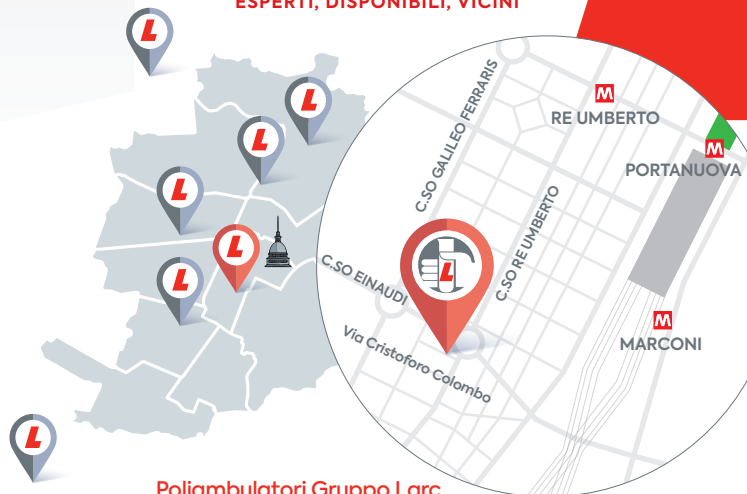 ESPERTI, DISPONIBILI, VICINI
L
L
L
L
L
L
L
C.SO GALILEO FERRARIS
M
RE UMBERTO
M
PORTANUOVA
C.SO RE UMBERTO
L
C.SO EINAUDI
M
MARCONI
Via Cristoforo Colombo
Poliambulatori Gruppo Larc